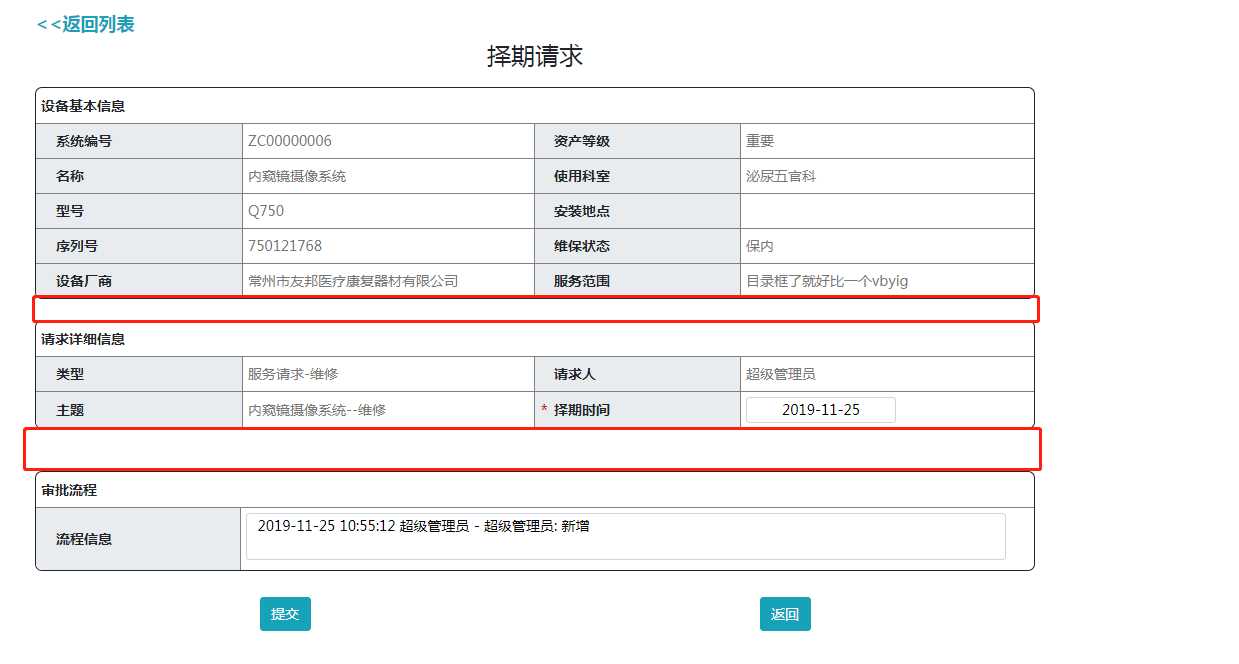 <<返回列表
择期请求
设备基本信息
系统编号 ZC00000006 资产等级 重要
名称 内窥镜摄像系统 使用科室 泌尿五官科
型号 Q750 安装地点
序列号 750121768 维保状态 保内
设备厂商 常州市友邦医疗康复器材有限公司 服务范围 目录框了就好比一个vbyig
请求详细信息
类型 服务请求-维修 请求人 超级管理员
主题 内窥镜摄像系统--维修 * 择期时间 2019-11-25
审批流程
流程信息 2019-11-25 10:55:12 超级管理员 - 超级管理员: 新增
提交 返回